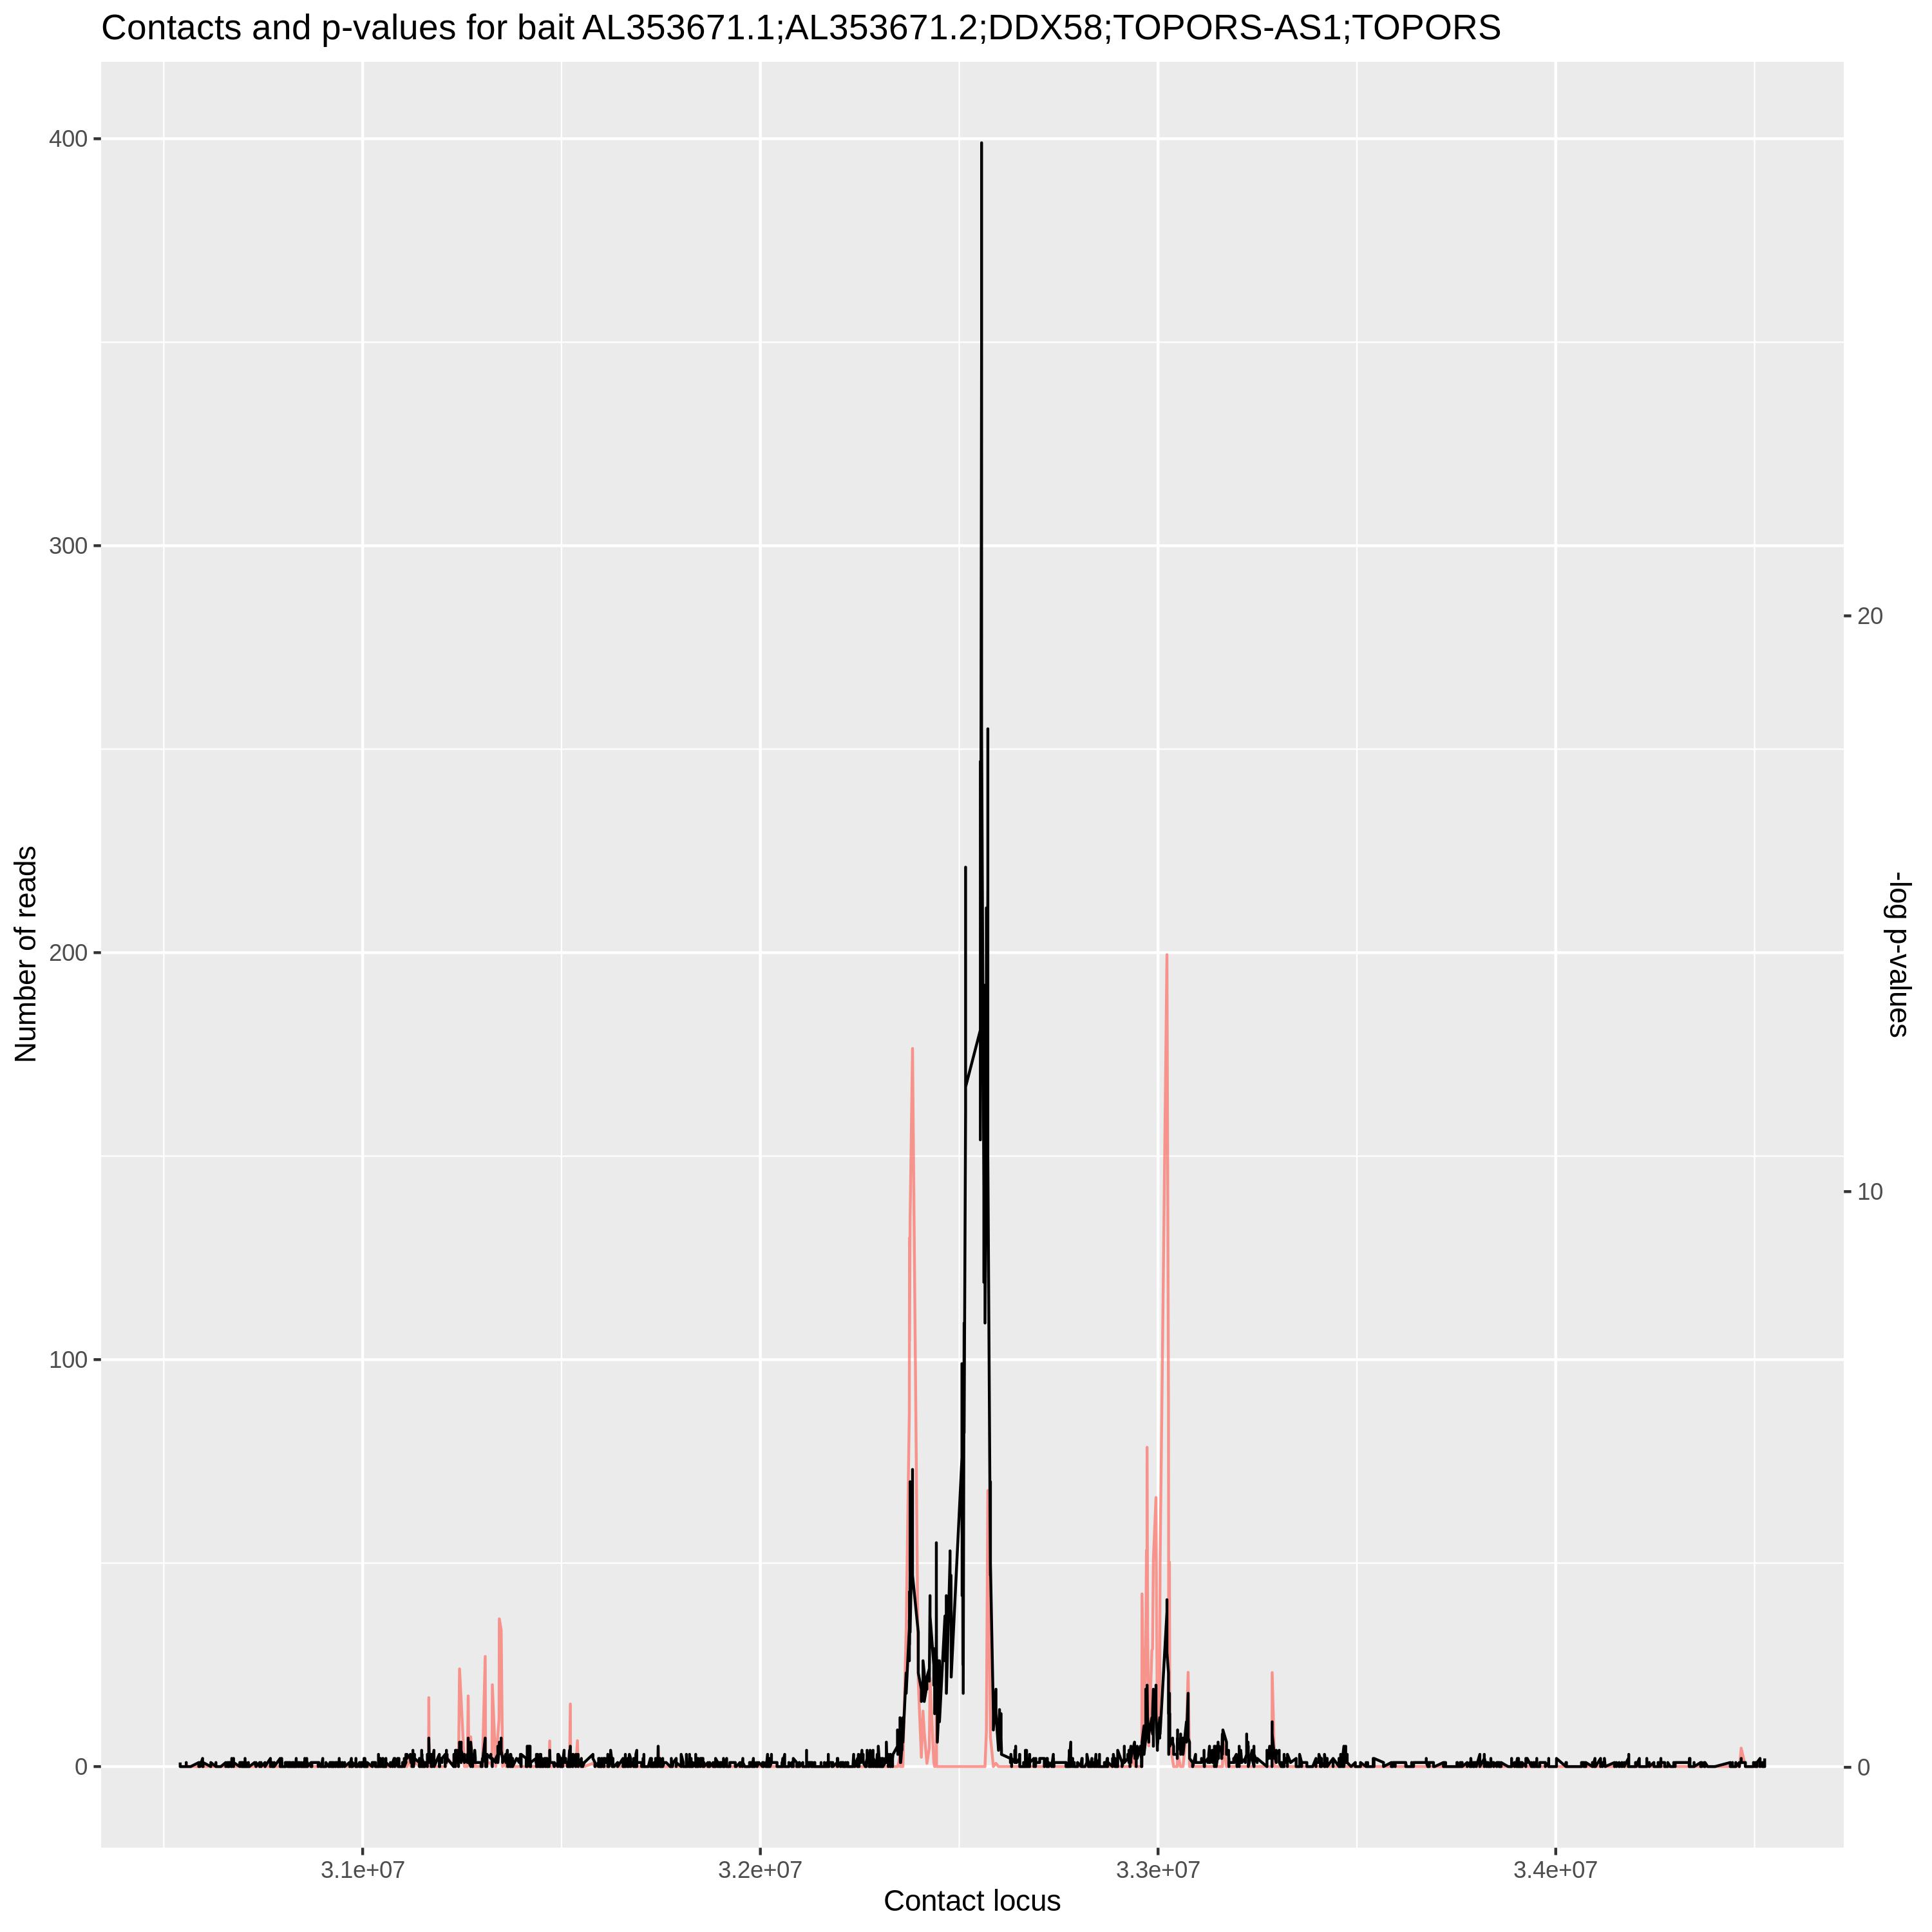 Contacts and p-values for bait AL353671.1;AL353671.2;DDX58;TOPORS-AS1;TOPORS
400
300
200
100
0
Number of reads
20
10
0
-log p-values
3.1e+07
3.2e+07
3.3e+07
3.4e+07
Contact locus